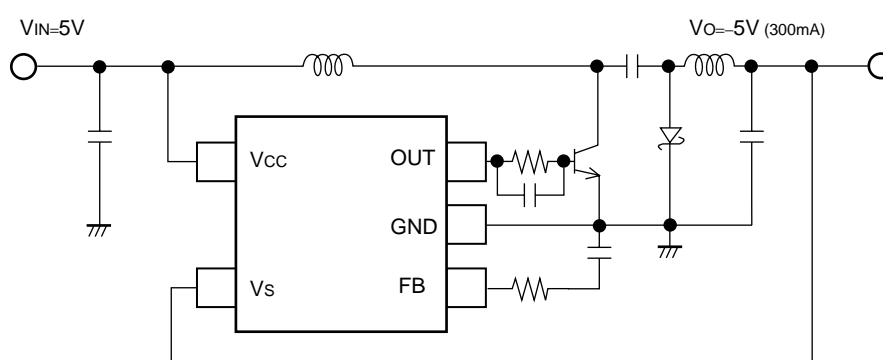 VIN=5V
VO=–5V (300mA)
VCC
OUT
GND
VS
FB